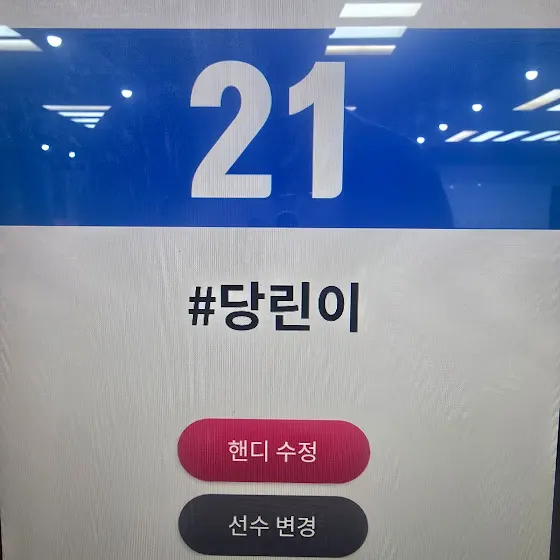 21
#당린이
핸디 수정
선수 변경